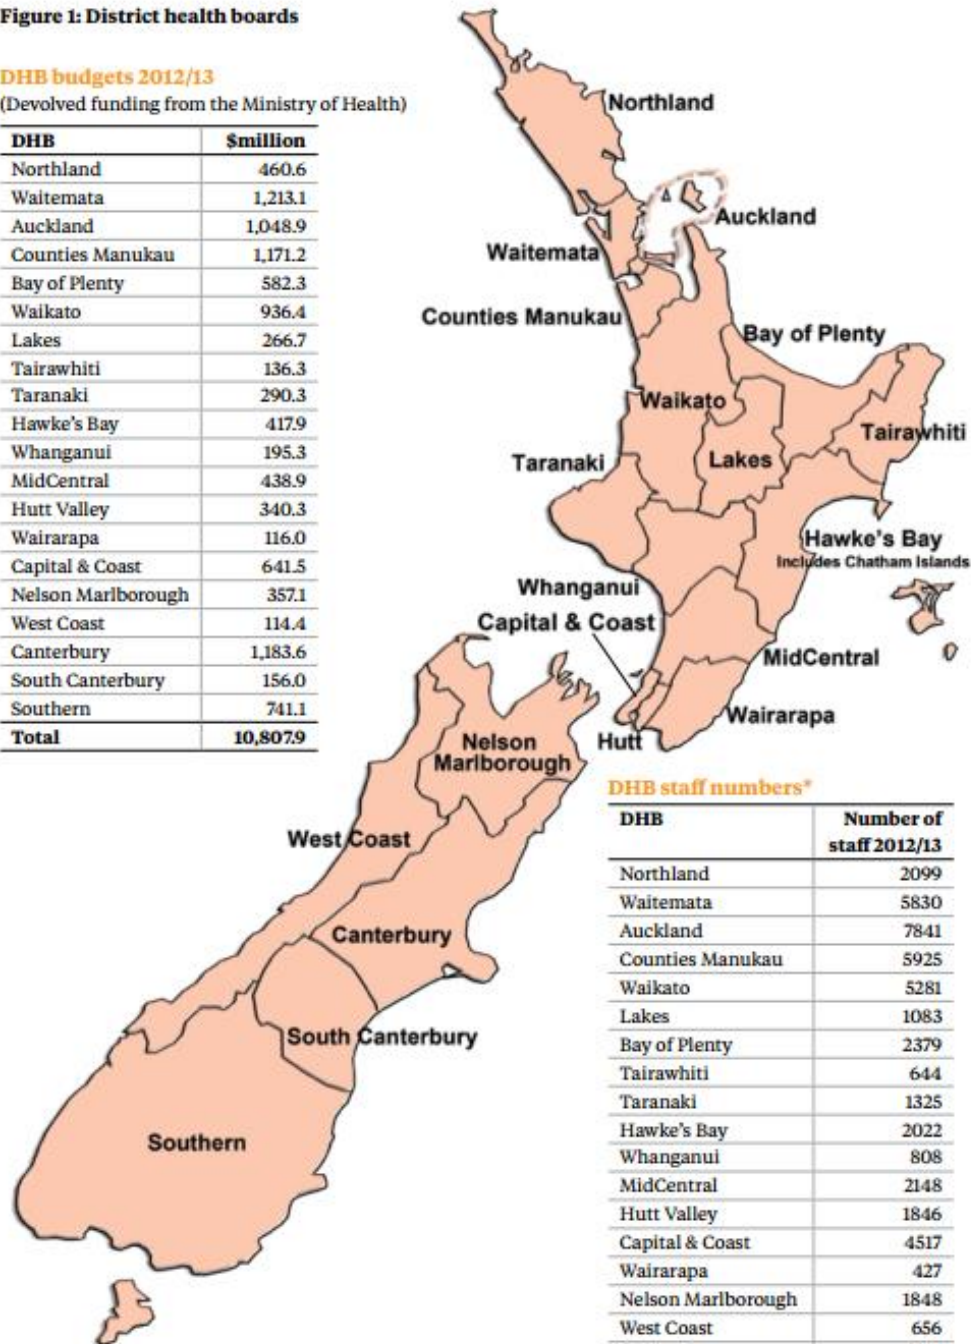 Figure 1: District health boards
DHB budgets 2012/13
(Devolved funding from the Ministry of Health)
DHB $million
Northland 460.6
Waitemata 1,213.1
Auckland 1,048.9
Counties Manukau 1,171.2
Bay of Plenty 582.3
Waikato 936.4
Lakes 266.7
Tairawhiti 136.3
Taranaki 290.3
Hawke's Bay 417.9
Whanganui 195.3
MidCentral 438.9
Hutt Valley 340.3
Wairarapa 116.0
Capital & Coast 641.5
Nelson Marlborough 357.1
West Coast 114.4
Canterbury 1,183.6
South Canterbury 156.0
Southern 741.1
Total 10,807.9
Northland
Auckland
Waitemata
Counties Manukau
Bay of Plenty
Waikato
Tairawhiti
Taranaki
Lakes
Hawke's Bay
Includes Chatham Islands
Whanganui
Capital & Coast
MidCentral
Wairarapa
Hutt
Nelson
Marlborough
West Coast
Canterbury
South Canterbury
Southern
DHB staff numbers*
DHB Number of
staff 2012/13
Northland 2099
Waitemata 5830
Auckland 7841
Counties Manukau 5925
Waikato 5281
Lakes 1083
Bay of Plenty 2379
Tairawhiti 644
Taranaki 1325
Hawke's Bay 2022
Whanganui 808
MidCentral 2148
Hutt Valley 1846
Capital & Coast 4517
Wairarapa 427
Nelson Marlborough 1848
West Coast 656